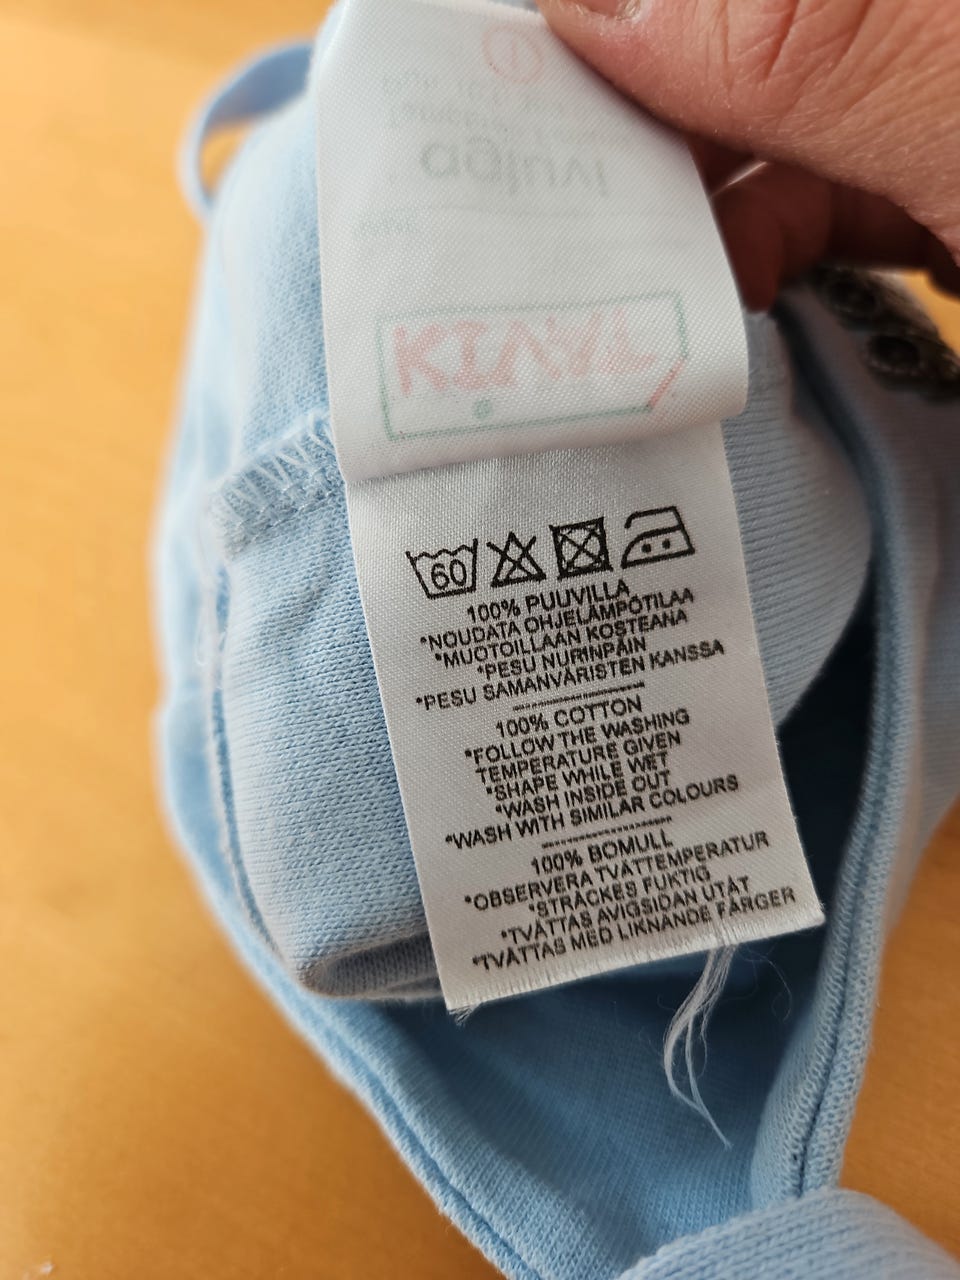 60
100% PUUVILLA
*NOUDATA OHJELÄMPÖTILAA
*MUOTOILLAAN KOSTEANA
*PESU NURINPÄIN
*PESU SAMANVÄRISTEN KANSSA
100% COTTON
*FOLLOW THE WASHING
TEMPERATURE GIVEN
*SHAPE WHILE WET
*WASH INSIDE OUT
*WASH WITH SIMILAR COLOURS
100% BOMULL
*OBSERVERA TVÄTTEMPERATUR
*STRÄCKES FUKTIG
*TVÄTTAS AVIGSIDAN UTÅT
*TVÄTTAS MED LIKNANDE FÄRGER